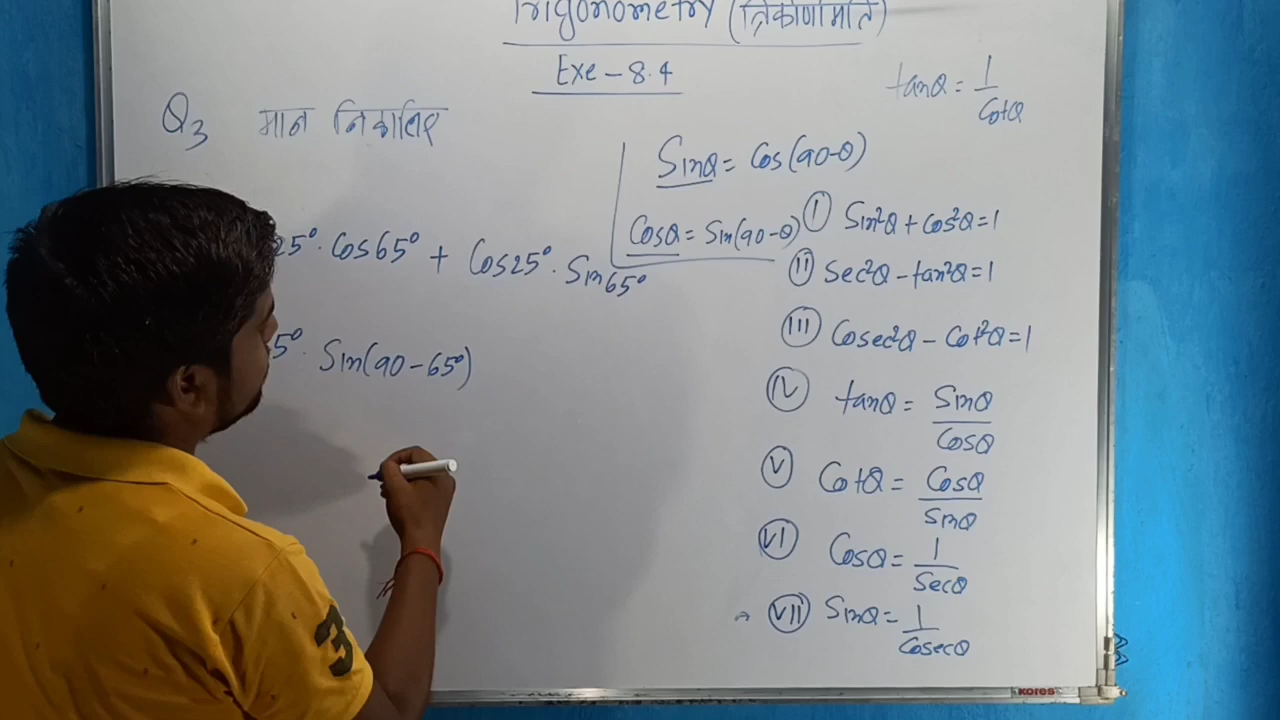 Trigonometry (त्रिकोणमिति)
Exe - 8.4
Q3 मान निकालिए
25°. Cos65° + Cos25°. Sin65°
5°. Sin(90-65°)
tanθ = 1/Cotθ
Sinθ = Cos(90-θ)
Cosθ = Sin(90-θ)
(I) Sin²θ + Cos²θ = 1
(II) Sec²θ - tan²θ = 1
(III) Cosec²θ - Cot²θ = 1
(IV) tanθ = Sinθ/Cosθ
(V) Cotθ = Cosθ/Sinθ
(VI) Cosθ = 1/Secθ
(VII) Sinθ = 1/Cosecθ
KORES
3